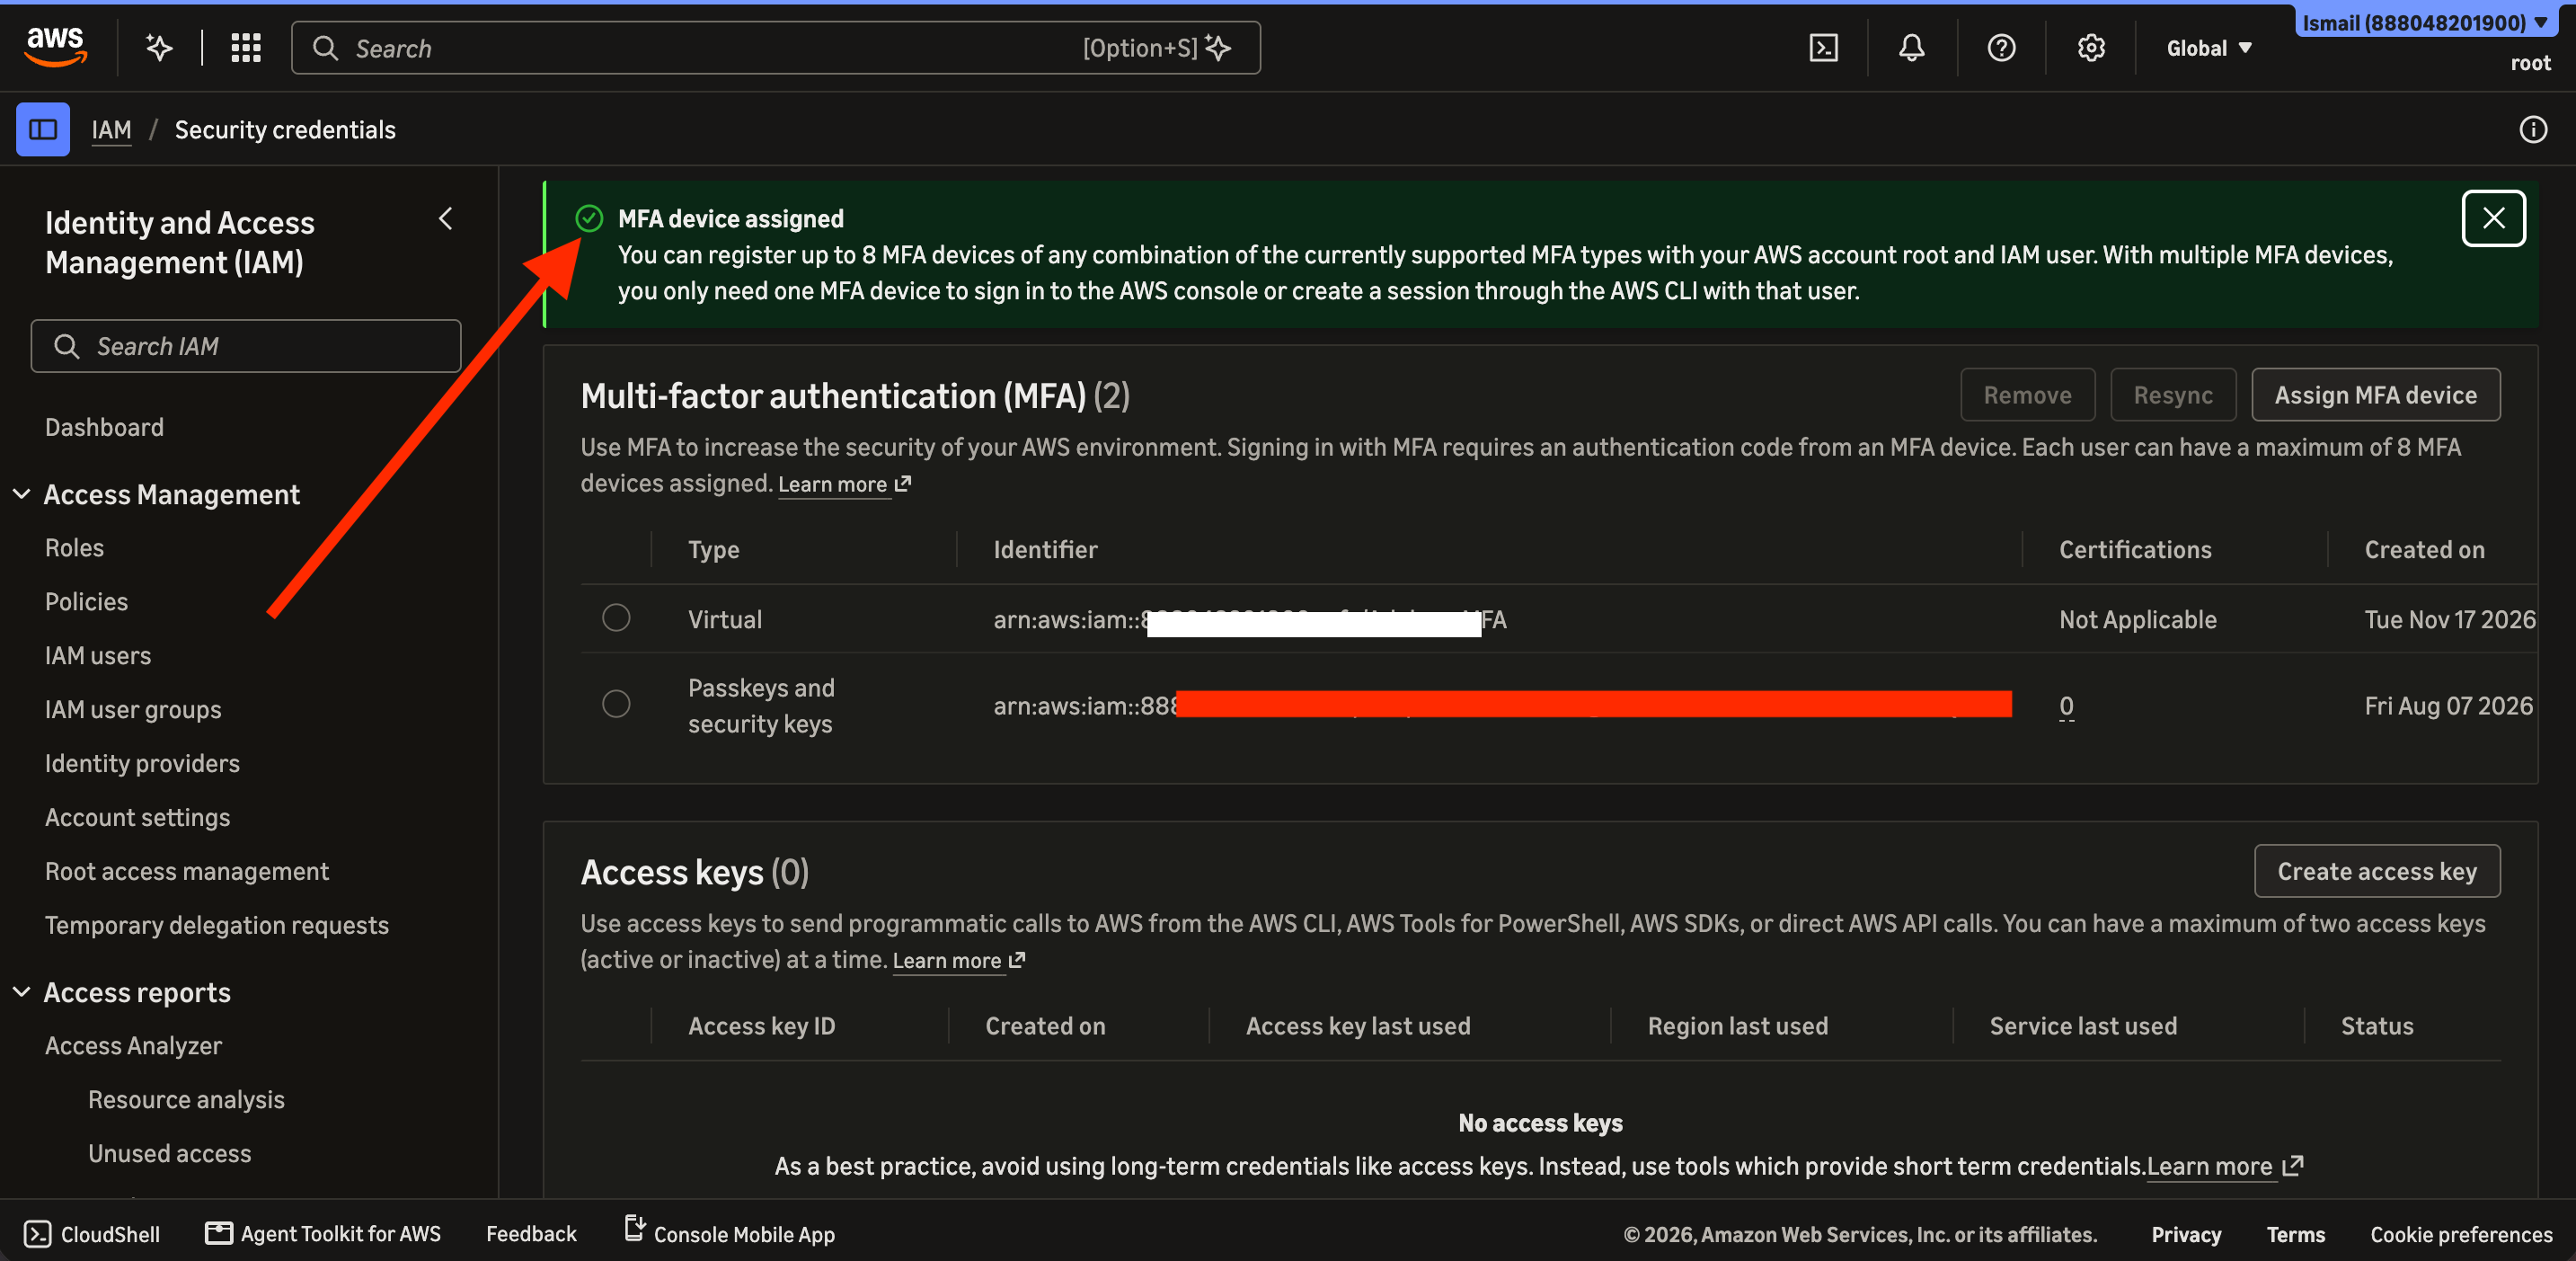 aws
Search
[Option+S]
Global
Ismail (888048201900)
root
IAM / Security credentials
Identity and Access
Management (IAM)
Search IAM
Dashboard
Access Management
Roles
Policies
IAM users
IAM user groups
Identity providers
Account settings
Root access management
Temporary delegation requests
Access reports
Access Analyzer
Resource analysis
Unused access
MFA device assigned
You can register up to 8 MFA devices of any combination of the currently supported MFA types with your AWS account root and IAM user. With multiple MFA devices,
you only need one MFA device to sign in to the AWS console or create a session through the AWS CLI with that user.
Multi-factor authentication (MFA) (2)
Remove
Resync
Assign MFA device
Use MFA to increase the security of your AWS environment. Signing in with MFA requires an authentication code from an MFA device. Each user can have a maximum of 8 MFA
devices assigned. Learn more
Type Identifier Certifications Created on
Virtual arn:aws:iam:: FA Not Applicable Tue Nov 17 2026
Passkeys and
security keys
arn:aws:iam::888 0 Fri Aug 07 2026
Access keys (0)
Create access key
Use access keys to send programmatic calls to AWS from the AWS CLI, AWS Tools for PowerShell, AWS SDKs, or direct AWS API calls. You can have a maximum of two access keys
(active or inactive) at a time. Learn more
Access key ID Created on Access key last used Region last used Service last used Status
No access keys
As a best practice, avoid using long-term credentials like access keys. Instead, use tools which provide short term credentials. Learn more
CloudShell Agent Toolkit for AWS Feedback Console Mobile App
© 2026, Amazon Web Services, Inc. or its affiliates. Privacy Terms Cookie preferences